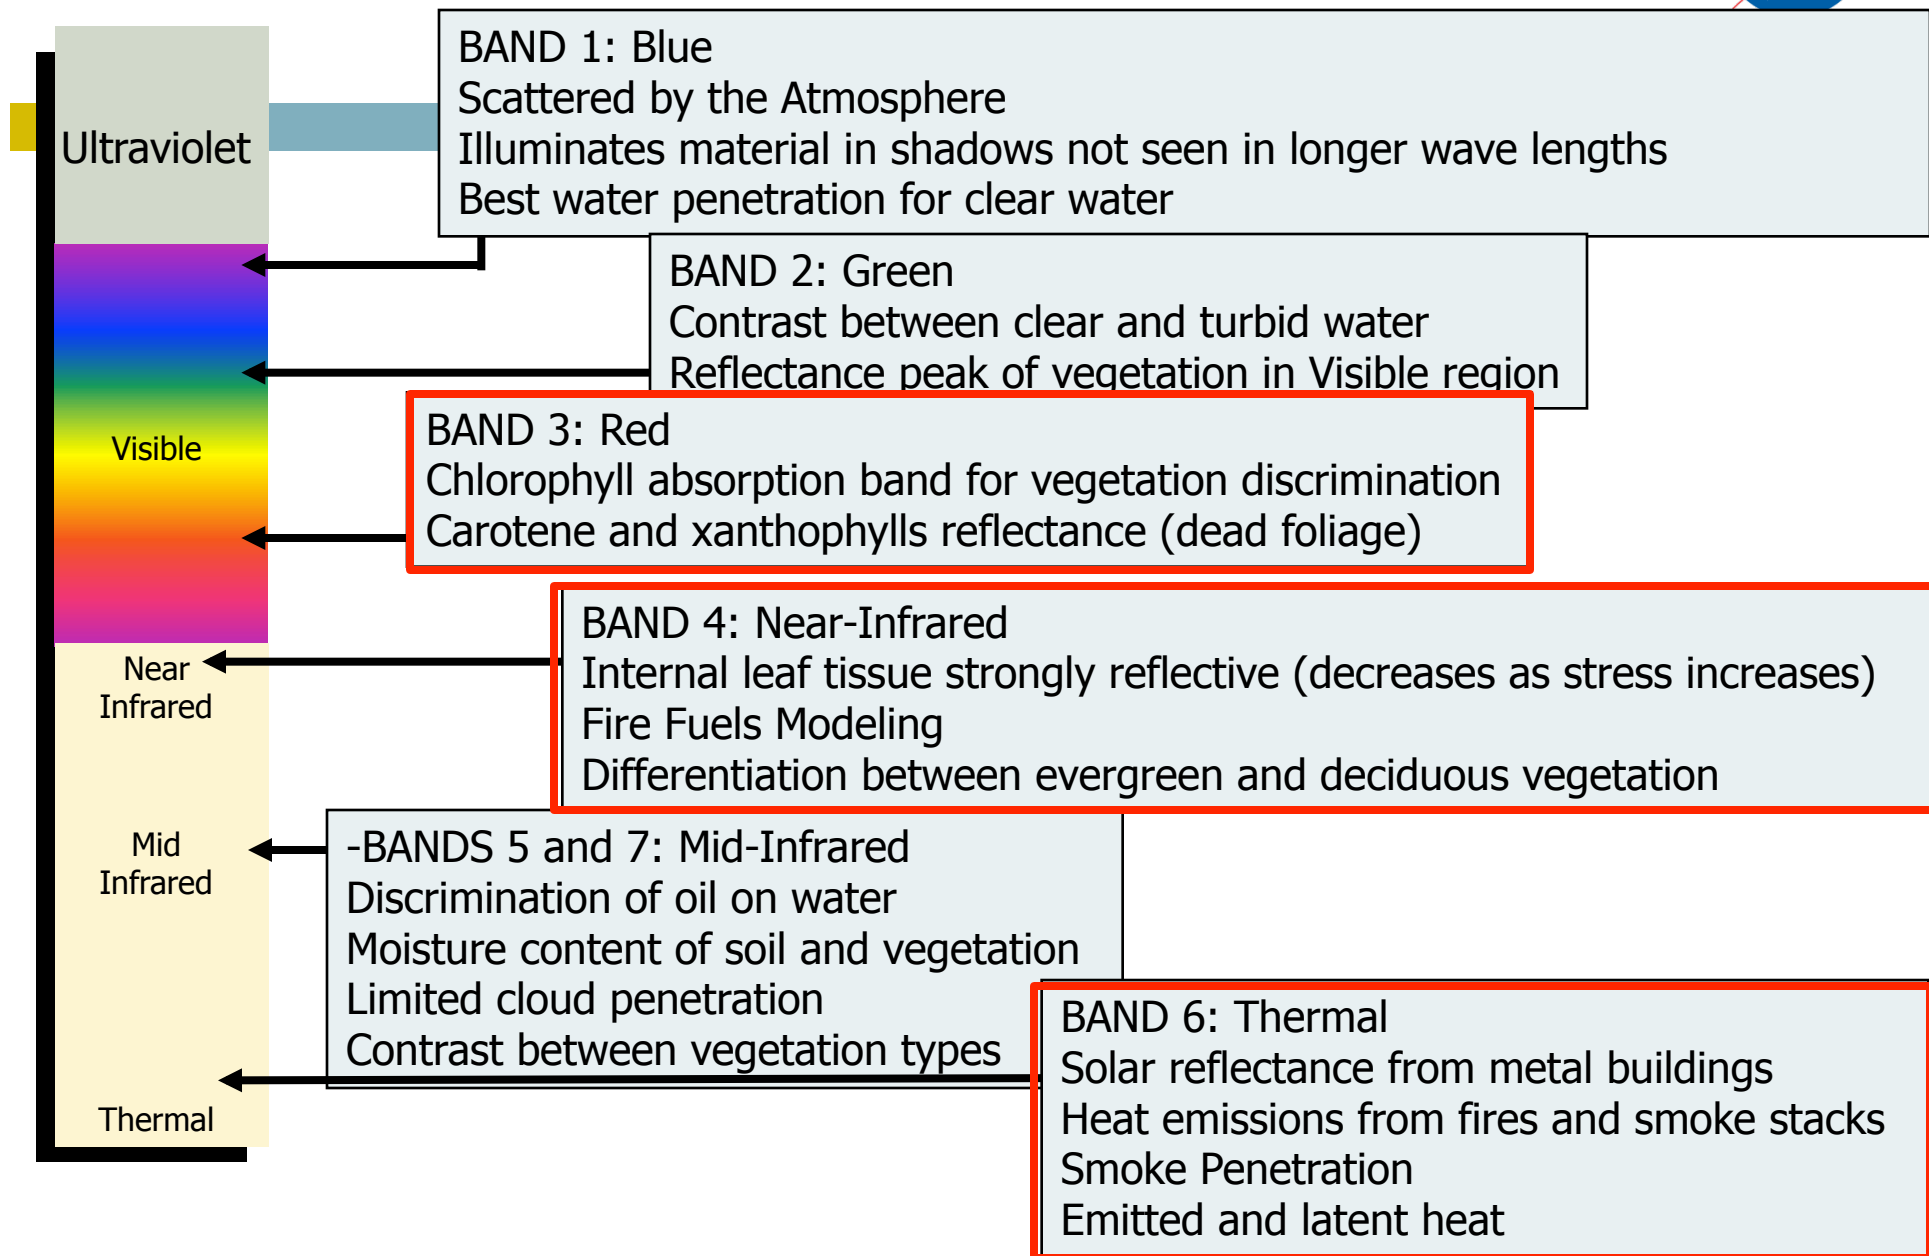 BAND 1: Blue
Scattered by the Atmosphere
Illuminates material in shadows not seen in longer wave lengths
Best water penetration for clear water
Ultraviolet
BAND 2: Green
Contrast between clear and turbid water
Reflectance peak of vegetation in Visible region
Visible
BAND 3: Red
Chlorophyll absorption band for vegetation discrimination
Carotene and xanthophylls reflectance (dead foliage)
Near
Infrared
BAND 4: Near-Infrared
Internal leaf tissue strongly reflective (decreases as stress increases)
Fire Fuels Modeling
Differentiation between evergreen and deciduous vegetation
Mid
Infrared
-BANDS 5 and 7: Mid-Infrared
Discrimination of oil on water
Moisture content of soil and vegetation
Limited cloud penetration
Contrast between vegetation types
Thermal
BAND 6: Thermal
Solar reflectance from metal buildings
Heat emissions from fires and smoke stacks
Smoke Penetration
Emitted and latent heat